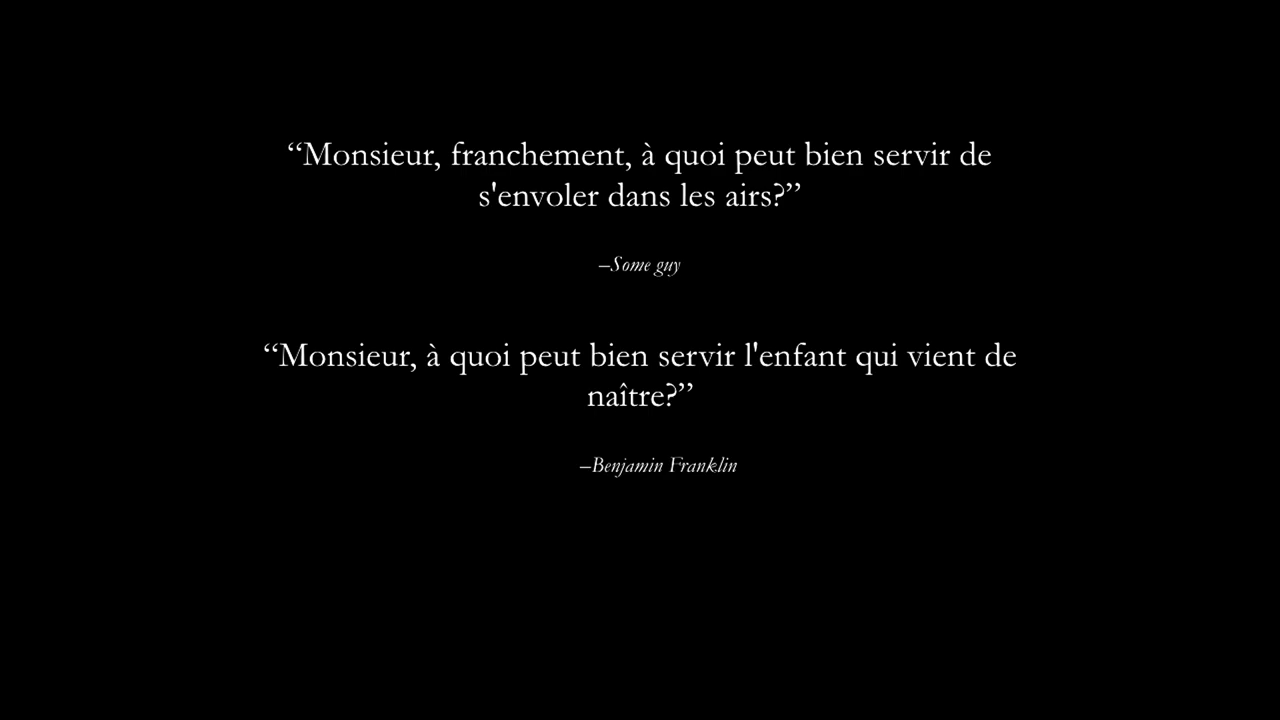 “Monsieur, franchement, à quoi peut bien servir de
s'envoler dans les airs?”
–Some guy
“Monsieur, à quoi peut bien servir l'enfant qui vient de
naître?”
–Benjamin Franklin